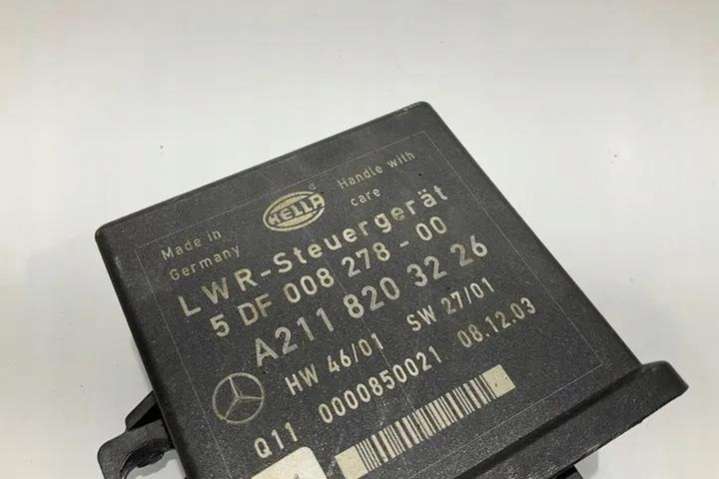 Made in
Germany
HELLA
®
Handle with
care
LWR-Steuergerät
5 DF 008 278-00
A211 820 32 26
HW 46/01 SW 27/01
Q11 0000850021 08.12.03